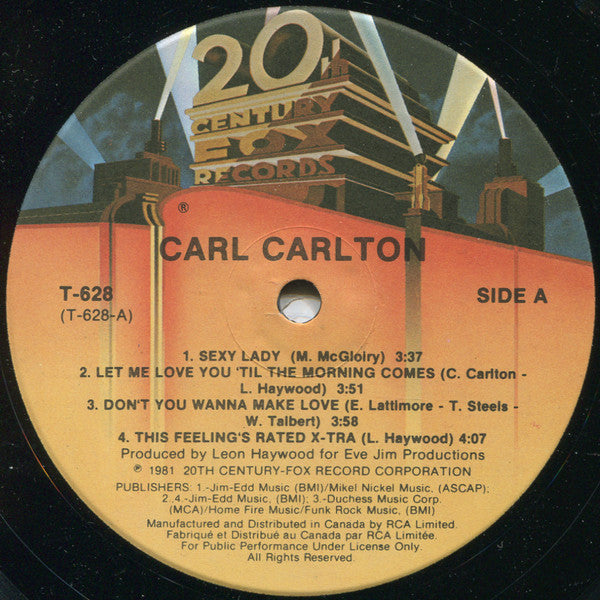 20th
CENTURY
FOX
RECORDS
®
CARL CARLTON
T-628
SIDE A
(T-628-A)
1. SEXY LADY (M. McGloiry) 3:37
2. LET ME LOVE YOU 'TIL THE MORNING COMES (C. Carlton -
L. Haywood) 3:51
3. DON'T YOU WANNA MAKE LOVE (E. Lattimore - T. Steels -
W. Talbert) 3:58
4. THIS FEELING'S RATED X-TRA (L. Haywood) 4:07
Produced by Leon Haywood for Eve Jim Productions
℗ 1981 20TH CENTURY-FOX RECORD CORPORATION
PUBLISHERS: 1.-Jim-Edd Music (BMI)/Mikel Nickel Music, (ASCAP);
2.,4.-Jim-Edd Music, (BMI); 3.-Duchess Music Corp.
(MCA)/Home Fire Music/Funk Rock Music, (BMI)
Manufactured and Distributed in Canada by RCA Limited.
Fabriqué et Distribué au Canada par RCA Limitée.
For Public Performance Under License Only.
All Rights Reserved.